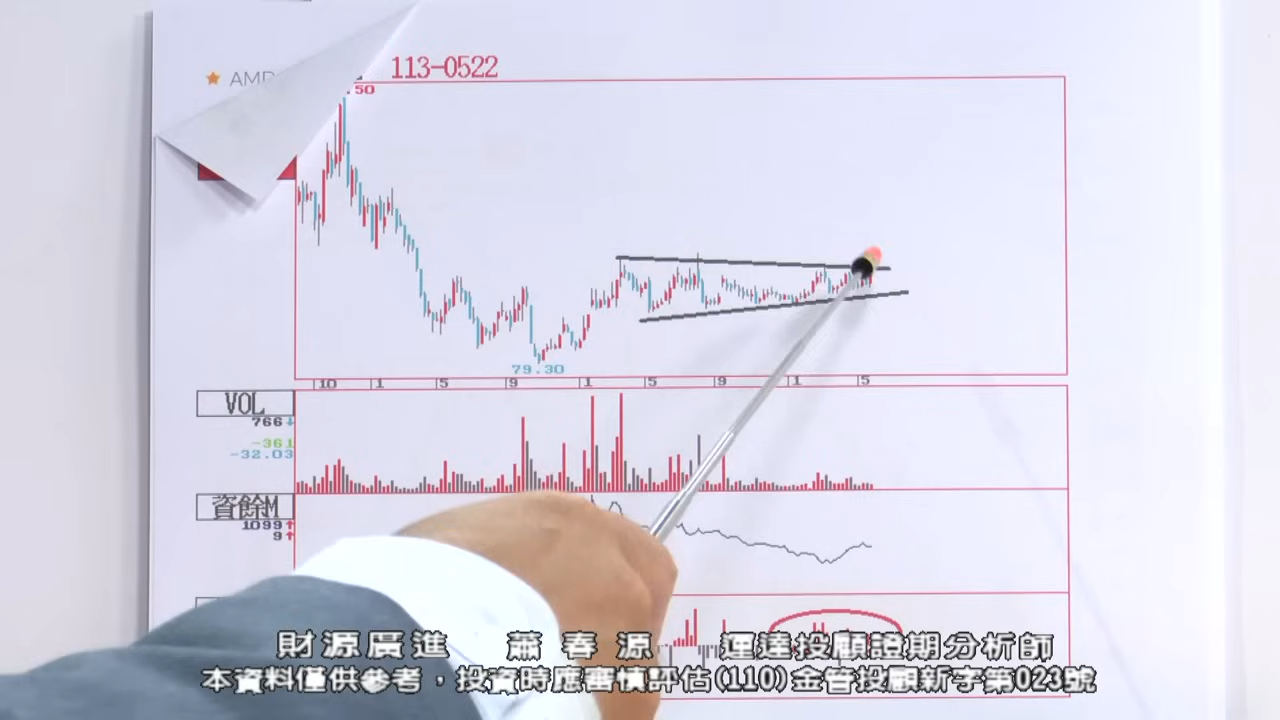 113-0522
.50
79.30
10 1 5 9 1 5 9 1 5
VOL
766↓
-361
-32.03
資餘M
1099↑
9↑
財源廣進 蕭春源 運達投顧證期分析師
本資料僅供參考，投資時應審慎評估(110)金管投顧新字第023號